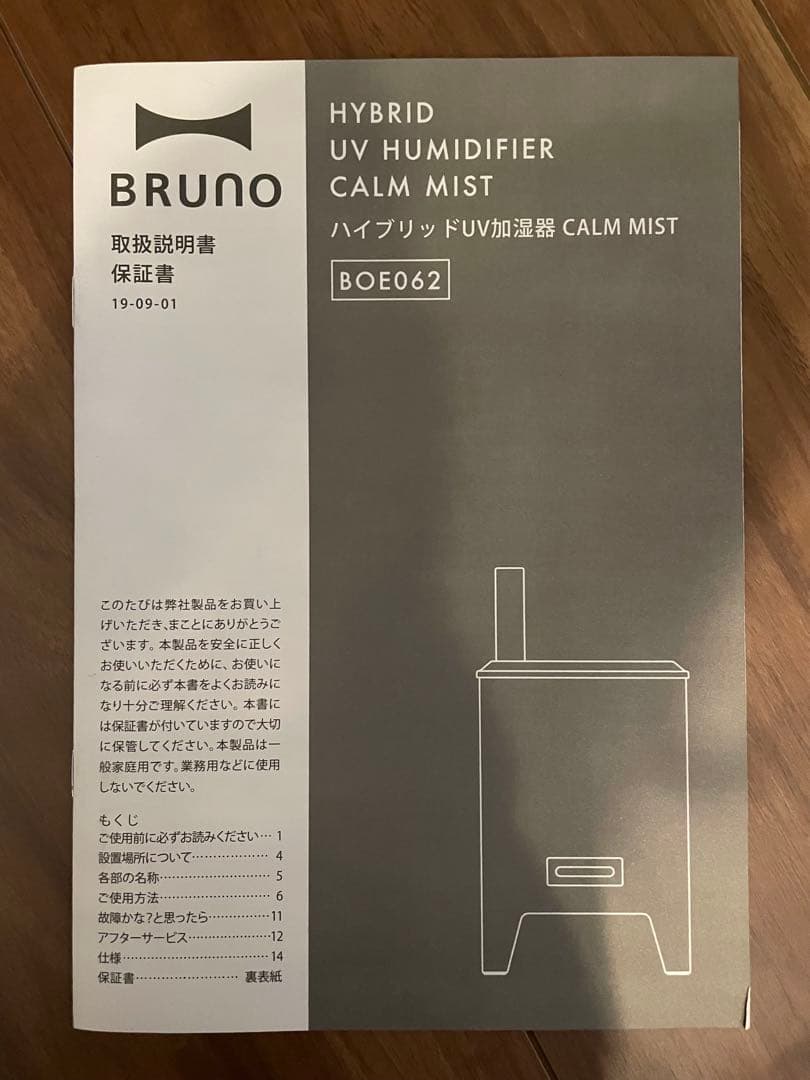 BRUNO
取扱説明書
保証書
19-09-01
HYBRID
UV HUMIDIFIER
CALM MIST
ハイブリッドUV加湿器 CALM MIST
BOE062
このたびは弊社製品をお買い上
げいただき、まことにありがとうご
ざいます。本製品を安全に正しく
お使いいただくために、お使いに
なる前に必ず本書をよくお読みに
なり十分ご理解ください。本書に
は保証書が付いていますので大切
に保管してください。本製品は一
般家庭用です。業務用などに使用
しないでください。
もくじ
ご使用前に必ずお読みください… 1
設置場所について……………… 4
各部の名称……………………… 5
ご使用方法……………………… 6
故障かな?と思ったら……………11
アフターサービス…………………12
仕様………………………………14
保証書…………………… 裏表紙